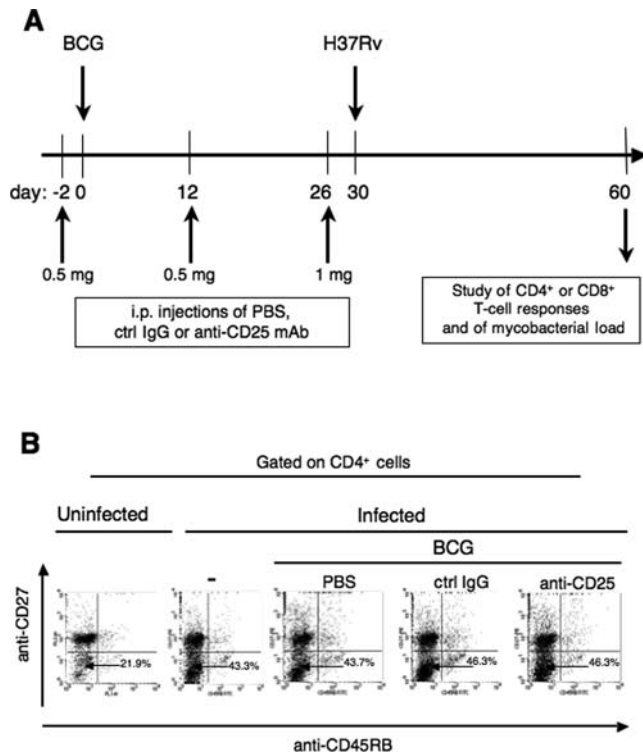 A
BCG
H37Rv
day: -2 0 12 26 30 60
0.5 mg 0.5 mg 1 mg
i.p. injections of PBS,
ctrl IgG or anti-CD25 mAb
Study of CD4⁺ or CD8⁺
T-cell responses
and of mycobacterial load
B
Gated on CD4⁺ cells
Uninfected Infected
BCG
- PBS ctrl IgG anti-CD25
anti-CD27
21.9% 43.3% 43.7% 46.3% 46.3%
anti-CD45RB